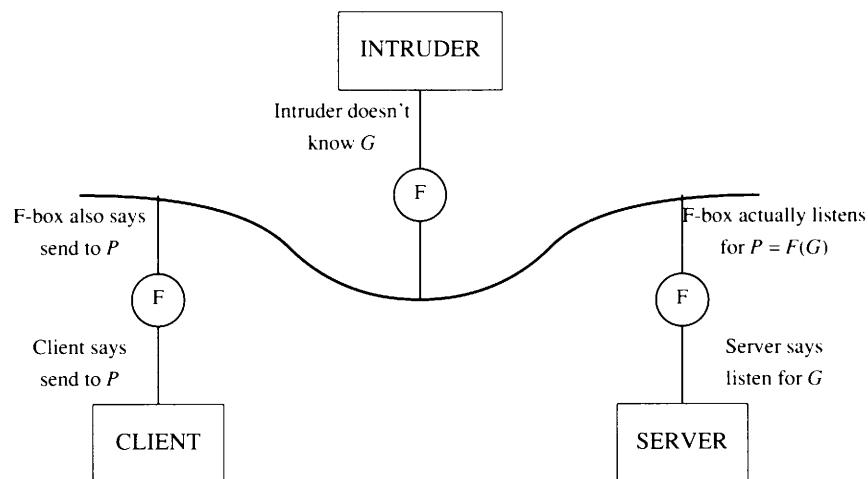 INTRUDER
Intruder doesn't
know G
F
F-box also says
send to P
F-box actually listens
for P = F(G)
F
F
Client says
send to P
Server says
listen for G
CLIENT
SERVER